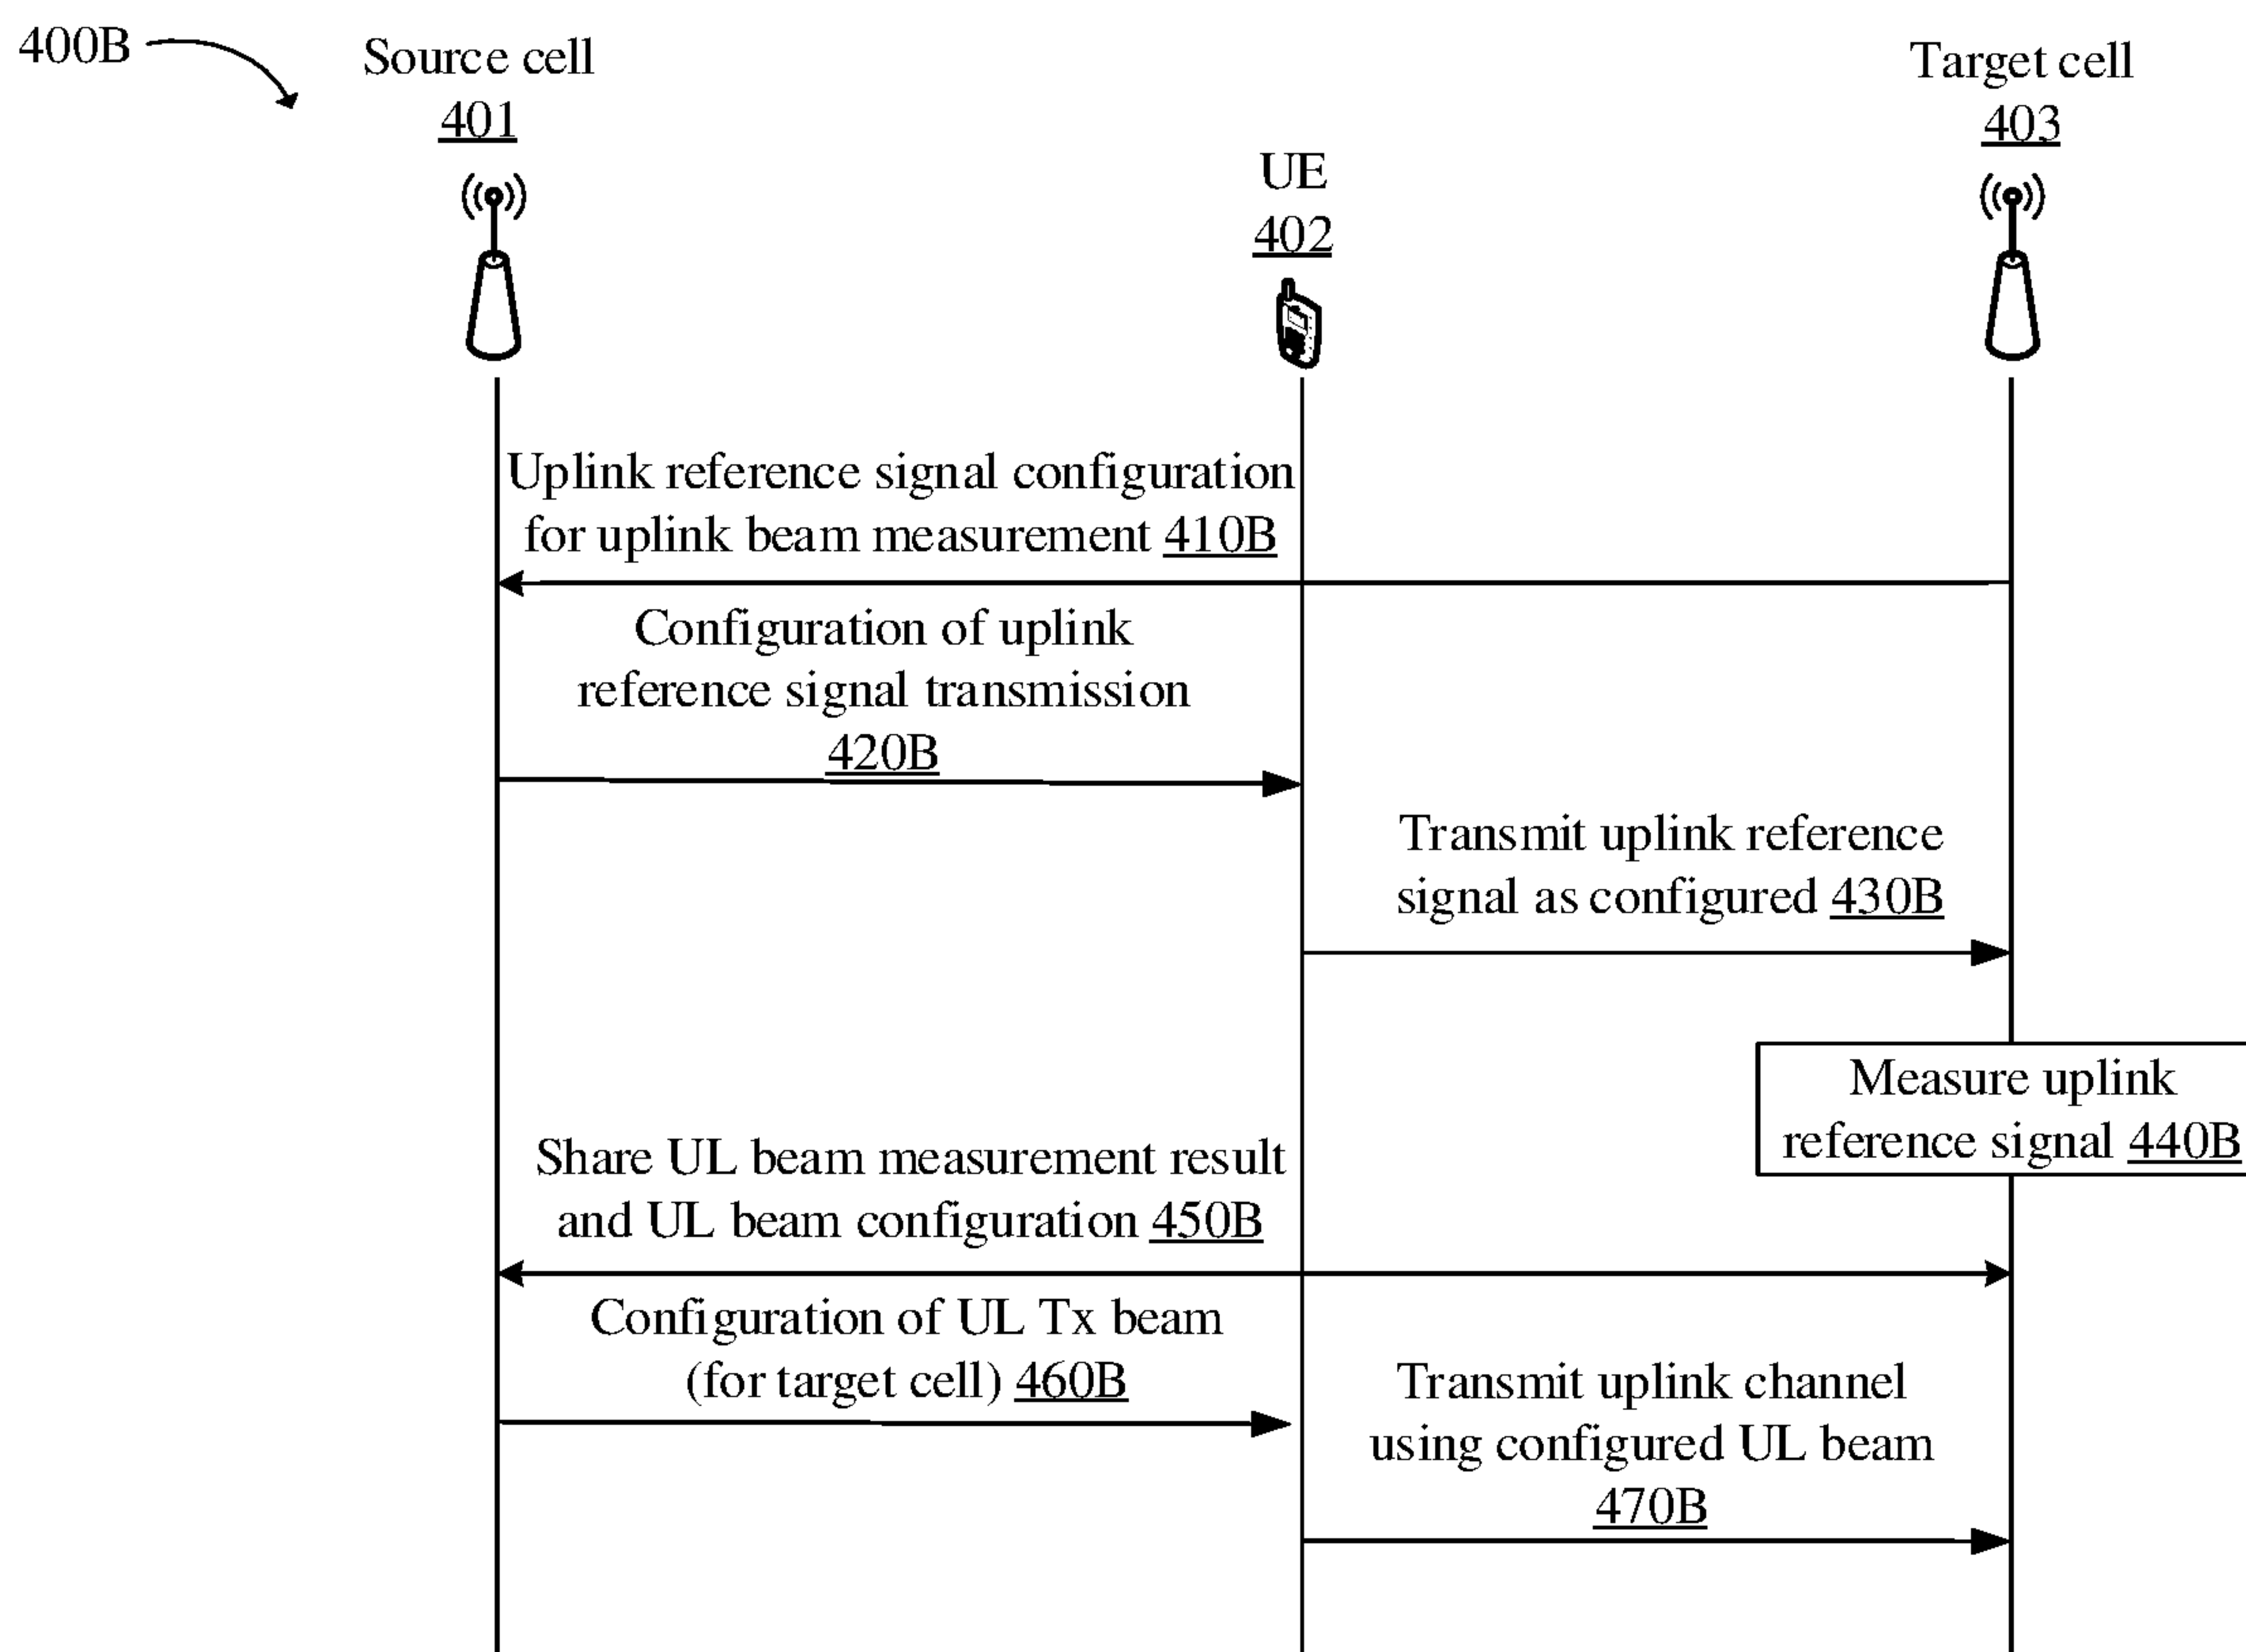 400B
Source cell
401
UE
402
Target cell
403
Uplink reference signal configuration
for uplink beam measurement 410B
Configuration of uplink
reference signal transmission
420B
Transmit uplink reference
signal as configured 430B
Measure uplink
reference signal 440B
Share UL beam measurement result
and UL beam configuration 450B
Configuration of UL Tx beam
(for target cell) 460B
Transmit uplink channel
using configured UL beam
470B